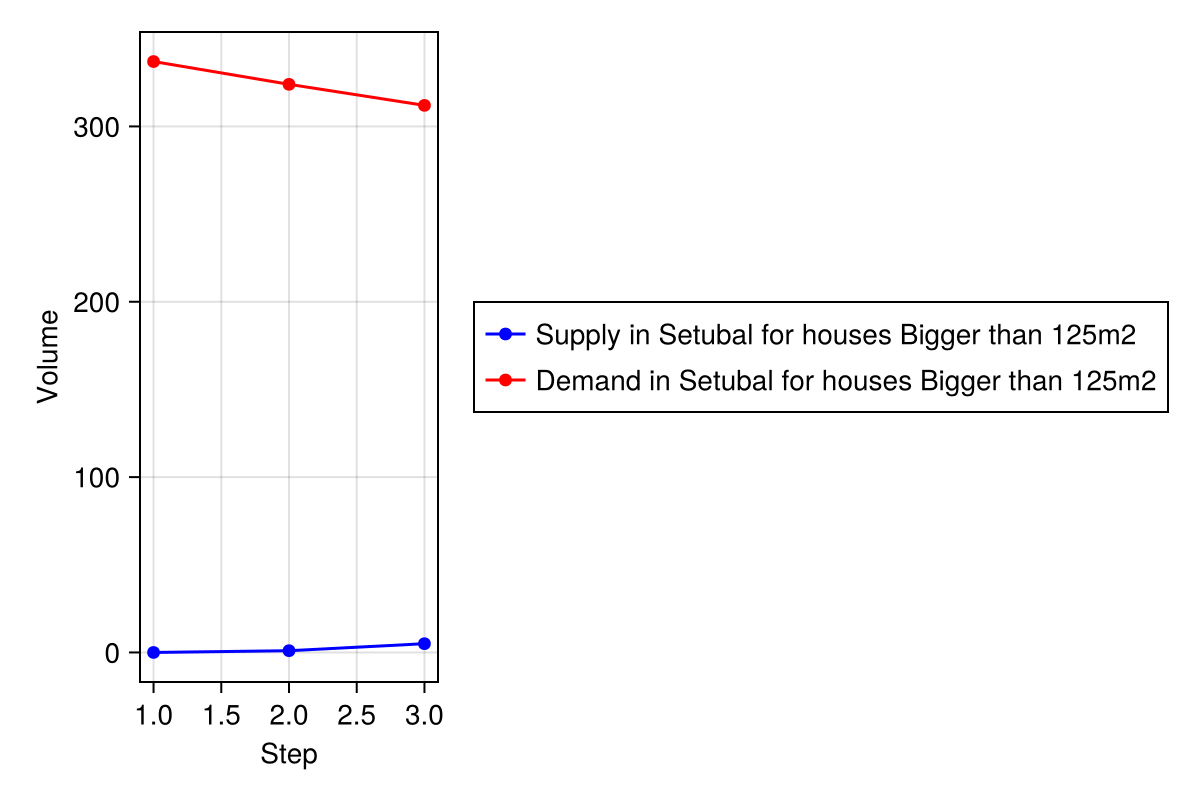 Volume
300
200
100
0
1.0 1.5 2.0 2.5 3.0
Step
Supply in Setubal for houses Bigger than 125m2
Demand in Setubal for houses Bigger than 125m2